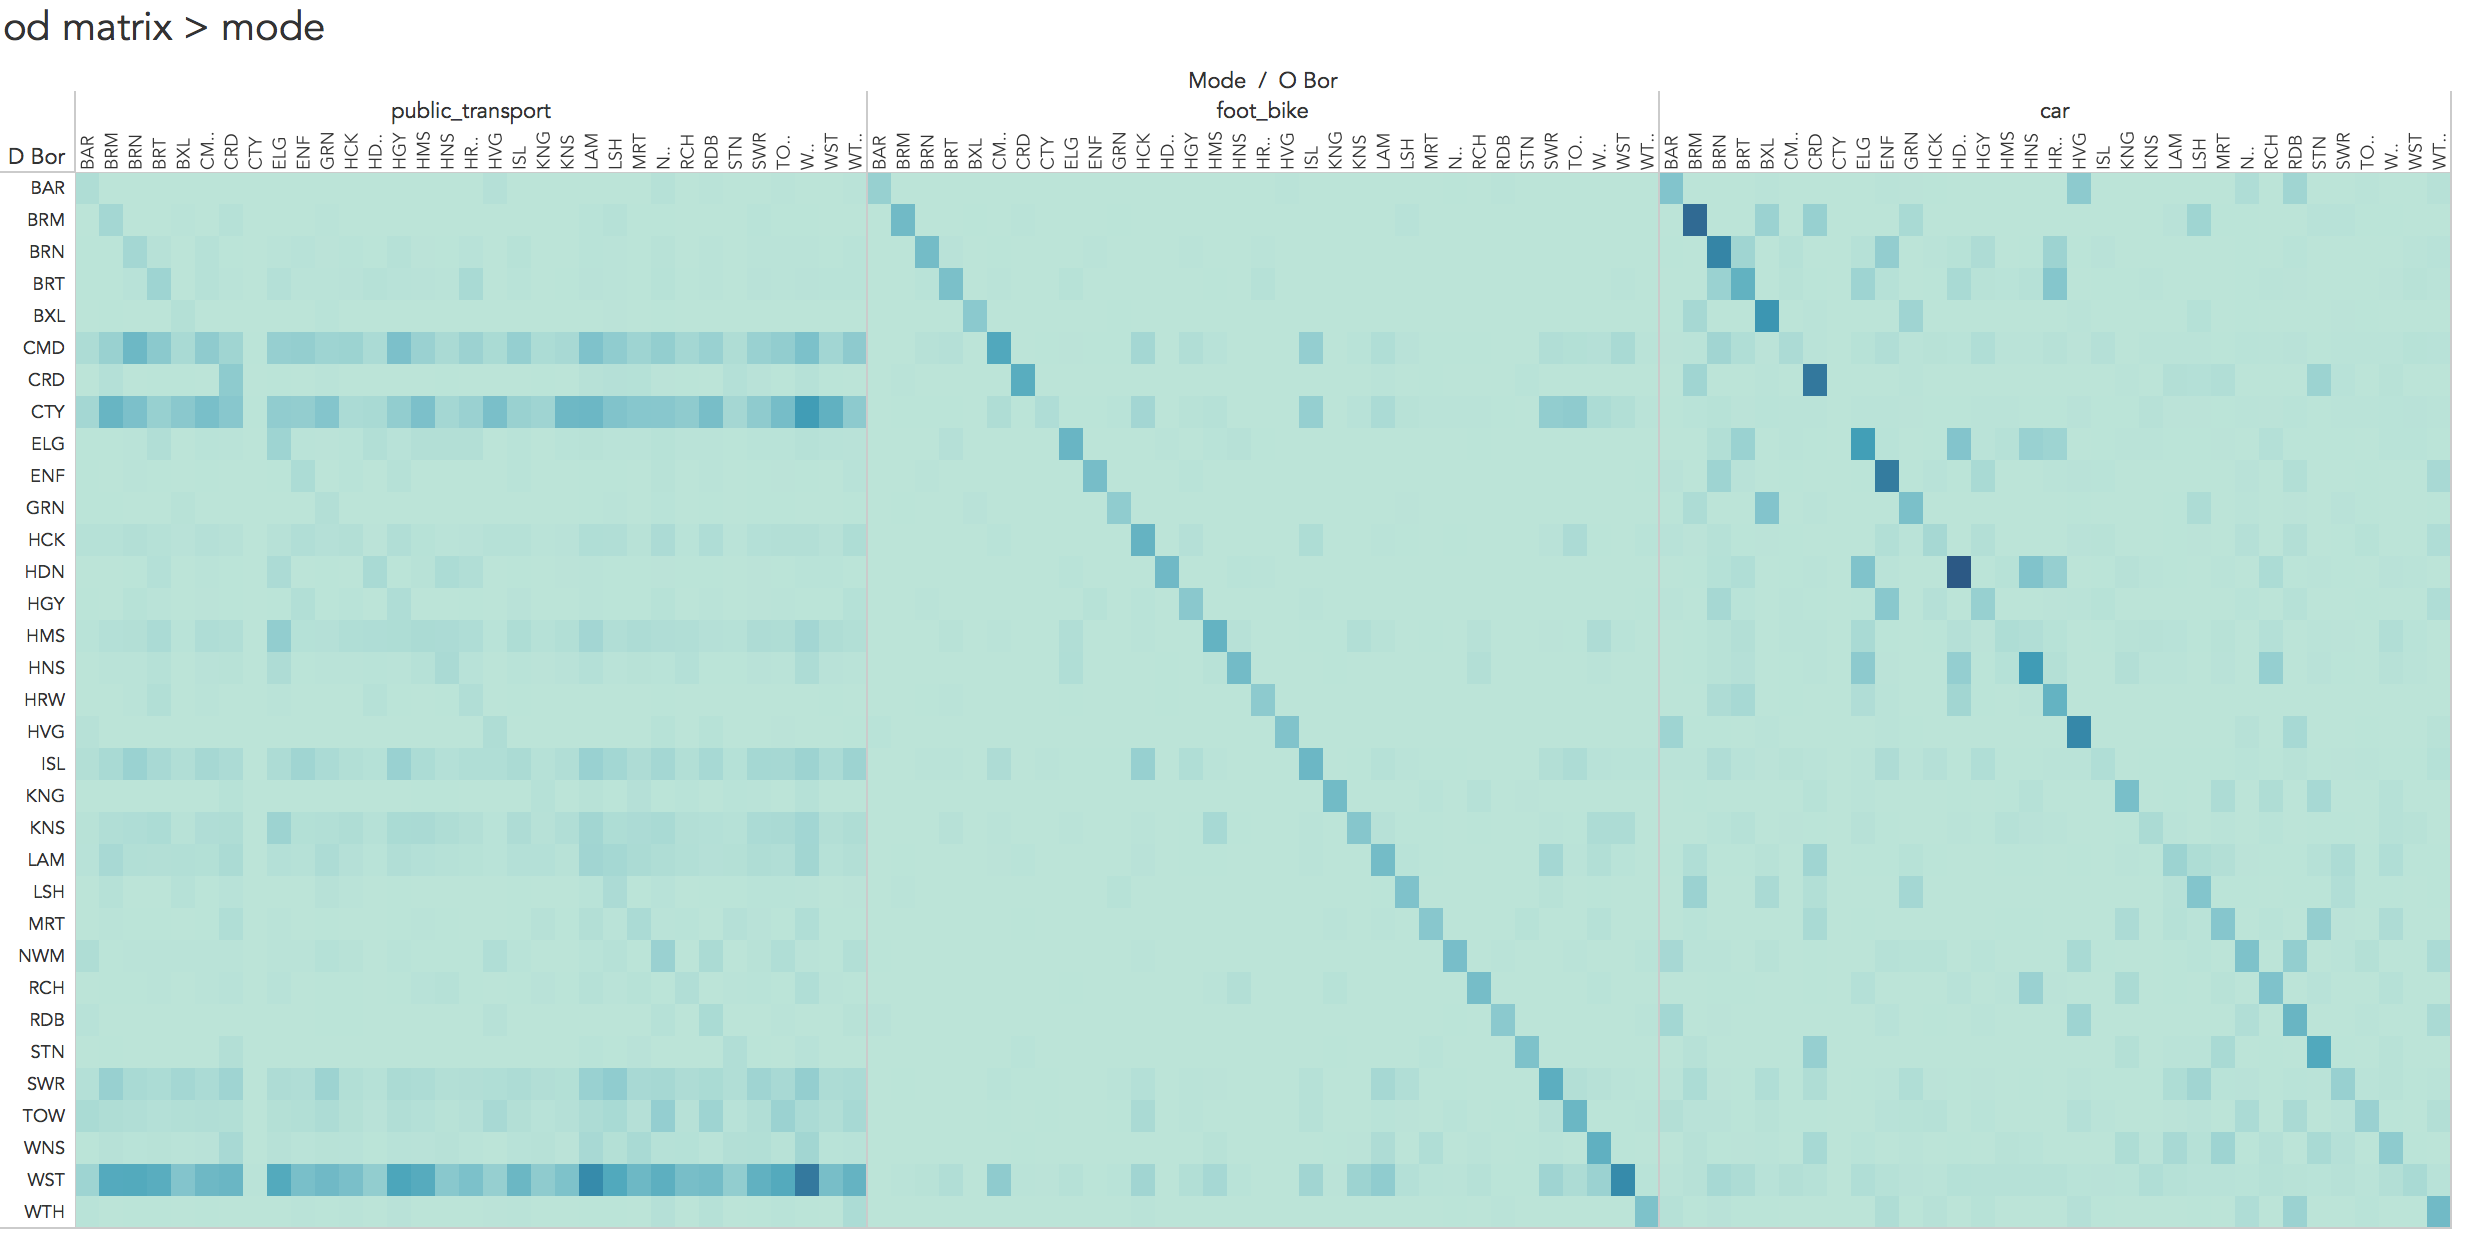 od matrix > mode
Mode / O Bor
public_transport foot_bike car
D Bor BAR BRM BRN BRT BXL CM.. CRD CTY ELG ENF GRN HCK HD.. HGY HMS HNS HR.. HVG ISL KNG KNS LAM LSH MRT N.. RCH RDB STN SWR TO.. W.. WST WT.. BAR BRM BRN BRT BXL CM.. CRD CTY ELG ENF GRN HCK HD.. HGY HMS HNS HR.. HVG ISL KNG KNS LAM LSH MRT N.. RCH RDB STN SWR TO.. W.. WST WT.. BAR BRM BRN BRT BXL CM.. CRD CTY ELG ENF GRN HCK HD.. HGY HMS HNS HR.. HVG ISL KNG KNS LAM LSH MRT N.. RCH RDB STN SWR TO.. W.. WST WT..
BAR
BRM
BRN
BRT
BXL
CMD
CRD
CTY
ELG
ENF
GRN
HCK
HDN
HGY
HMS
HNS
HRW
HVG
ISL
KNG
KNS
LAM
LSH
MRT
NWM
RCH
RDB
STN
SWR
TOW
WNS
WST
WTH